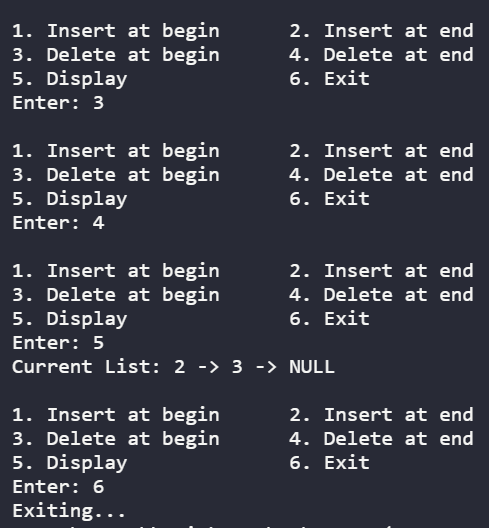 1. Insert at begin      2. Insert at end
3. Delete at begin      4. Delete at end
5. Display              6. Exit
Enter: 3
1. Insert at begin      2. Insert at end
3. Delete at begin      4. Delete at end
5. Display              6. Exit
Enter: 4
1. Insert at begin      2. Insert at end
3. Delete at begin      4. Delete at end
5. Display              6. Exit
Enter: 5
Current List: 2 -> 3 -> NULL
1. Insert at begin      2. Insert at end
3. Delete at begin      4. Delete at end
5. Display              6. Exit
Enter: 6
Exiting...